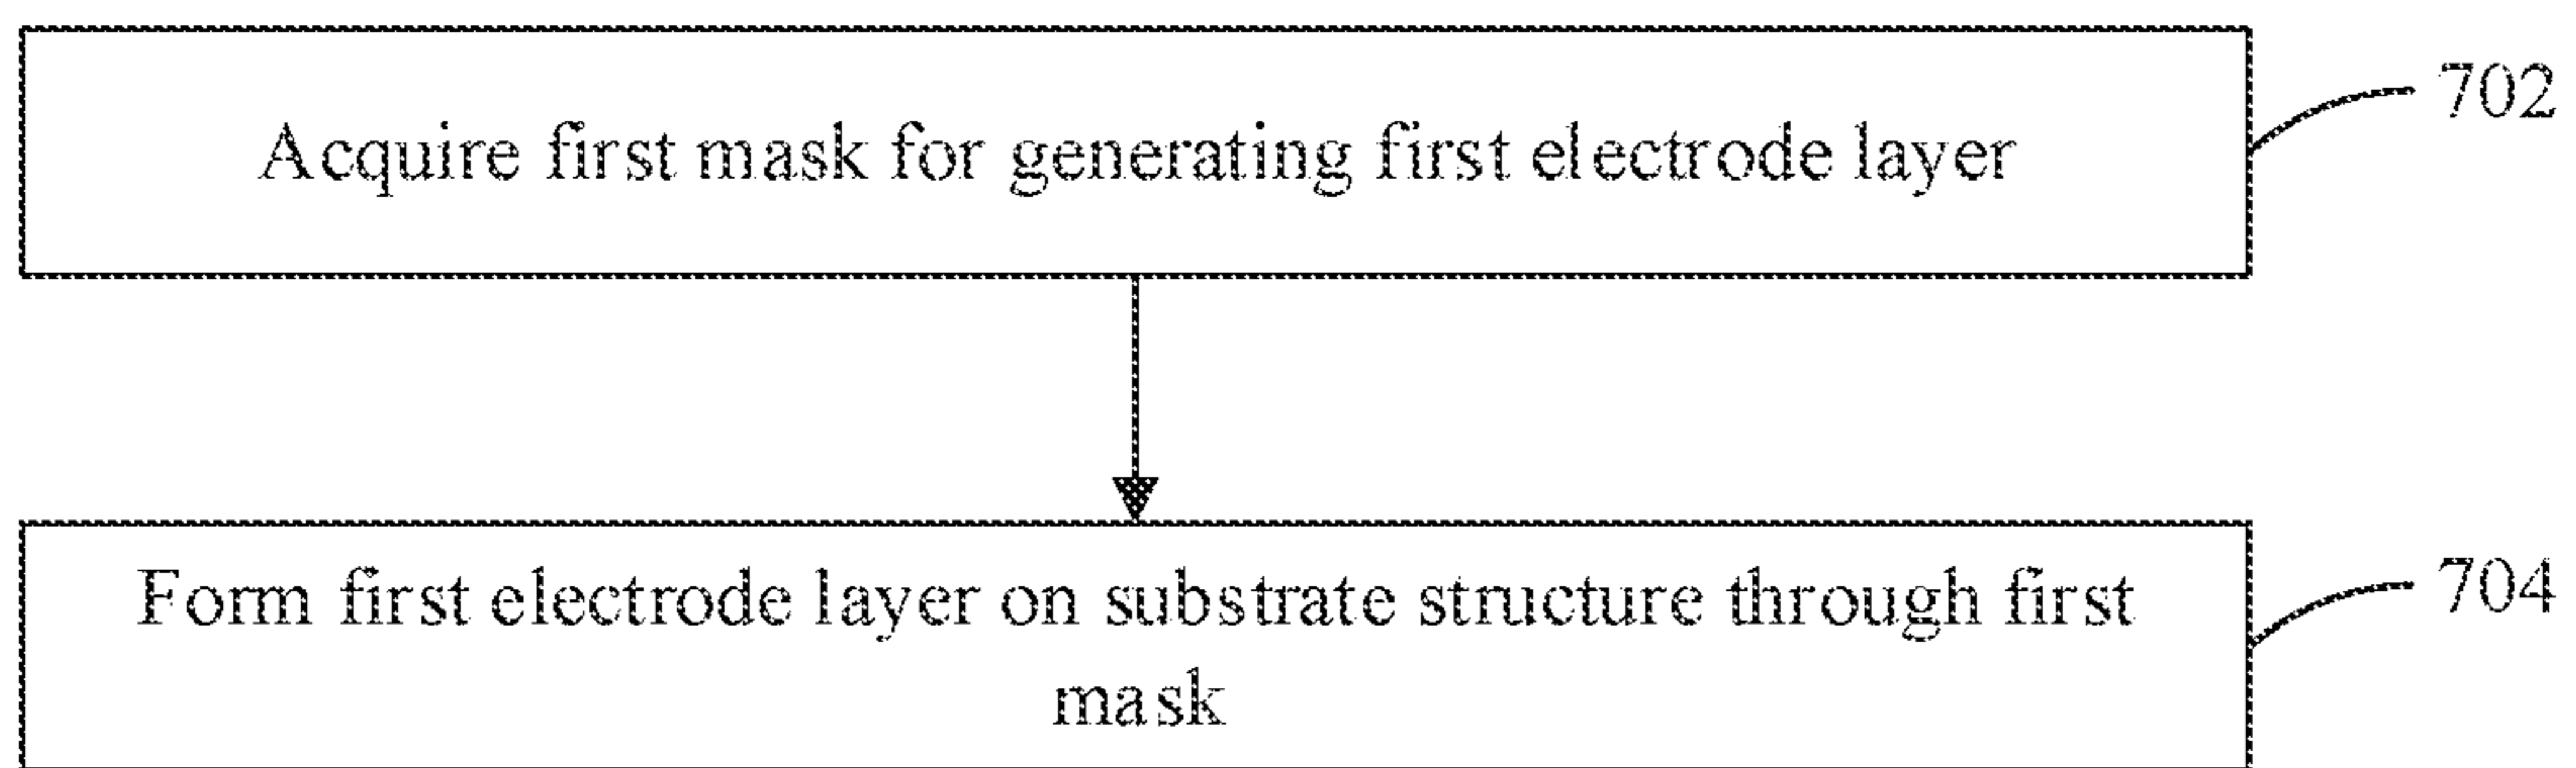 702
Acquire first mask for generating first electrode layer
Form first electrode layer on substrate structure through first
mask
704